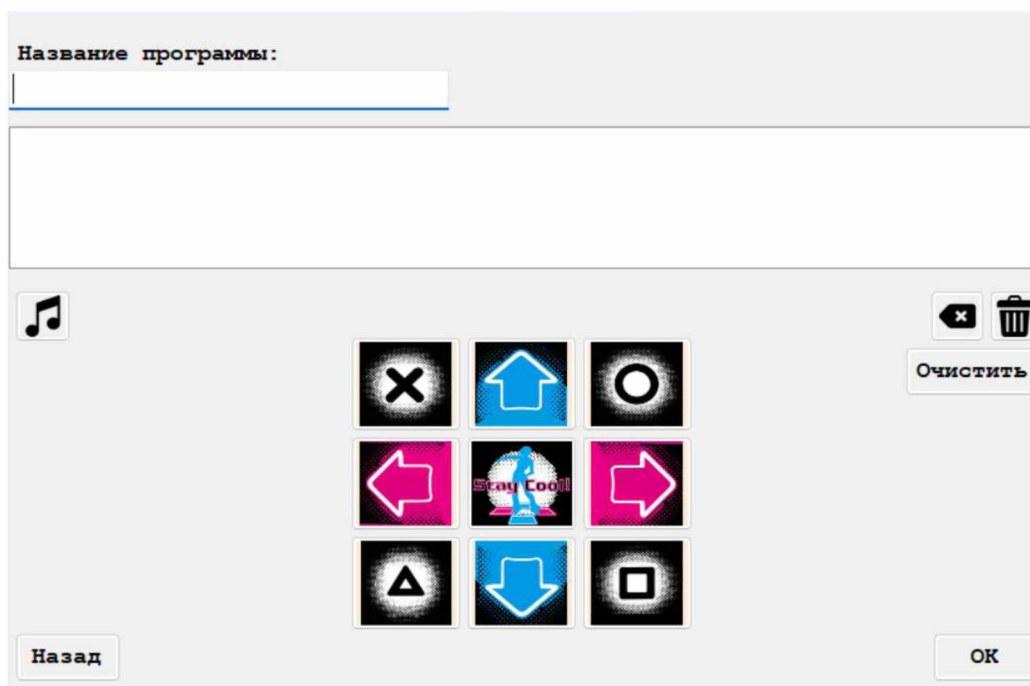 Название программы:
Очистить
Stay Cool!
Назад
OK